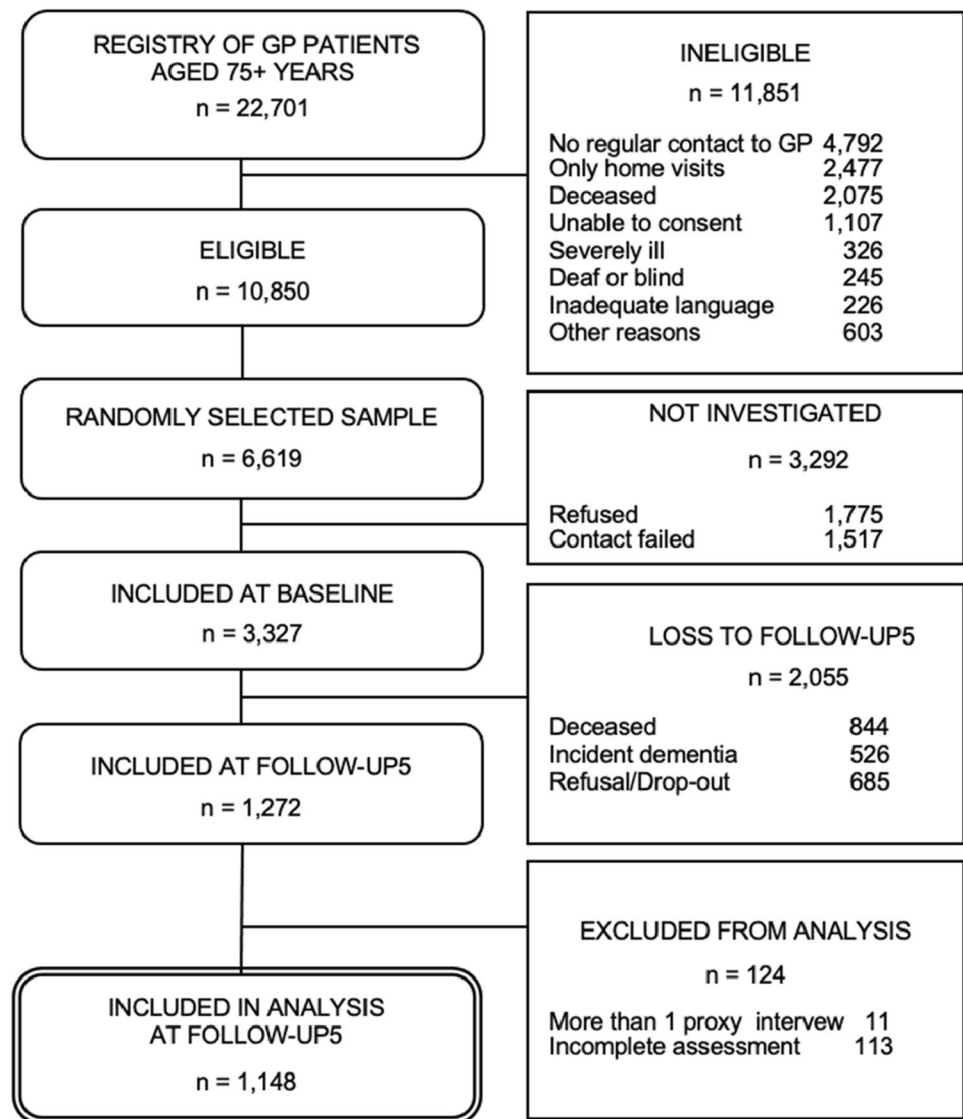 REGISTRY OF GP PATIENTS
AGED 75+ YEARS
n = 22,701
INELIGIBLE
n = 11,851
No regular contact to GP 4,792
Only home visits 2,477
Deceased 2,075
Unable to consent 1,107
Severely ill 326
Deaf or blind 245
Inadequate language 226
Other reasons 603
ELIGIBLE
n = 10,850
RANDOMLY SELECTED SAMPLE
n = 6,619
NOT INVESTIGATED
n = 3,292
Refused 1,775
Contact failed 1,517
INCLUDED AT BASELINE
n = 3,327
LOSS TO FOLLOW-UP5
n = 2,055
Deceased 844
Incident dementia 526
Refusal/Drop-out 685
INCLUDED AT FOLLOW-UP5
n = 1,272
EXCLUDED FROM ANALYSIS
n = 124
More than 1 proxy intervew 11
Incomplete assessment 113
INCLUDED IN ANALYSIS
AT FOLLOW-UP5
n = 1,148